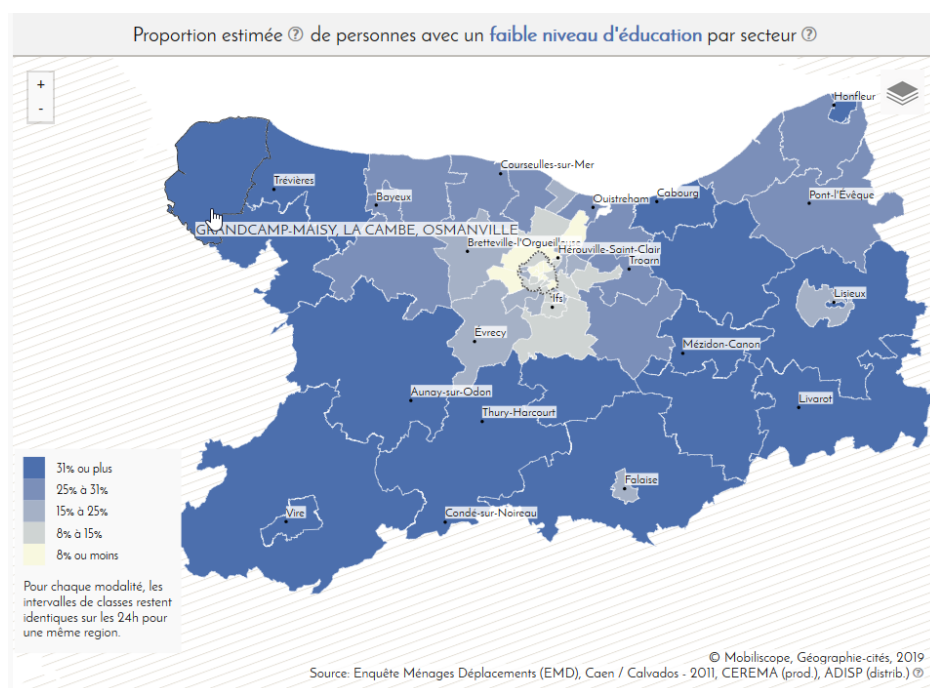 Proportion estimée ? de personnes avec un faible niveau d'éducation par secteur ?
+
-
Honfleur
Courseulles-sur-Mer
Trévières
Bayeux
Ouistreham
Cabourg
Pont-l'Évêque
GRANDCAMP-MAISY, LA CAMBE, OSMANVILLE
Bretteville-l'Orgueilleuse
Hérouville-Saint-Clair
Troarn
Ifs
Lisieux
Évrecy
Mézidon-Canon
Aunay-sur-Odon
Thury-Harcourt
Livarot
Falaise
Vire
Condé-sur-Noireau
31% ou plus
25% à 31%
15% à 25%
8% à 15%
8% ou moins
Pour chaque modalité, les
intervalles de classes restent
identiques sur les 24h pour
une même region.
© Mobiliscope, Géographie-cités, 2019
Source: Enquête Ménages Déplacements (EMD), Caen / Calvados - 2011, CEREMA (prod.), ADISP (distrib.) ?